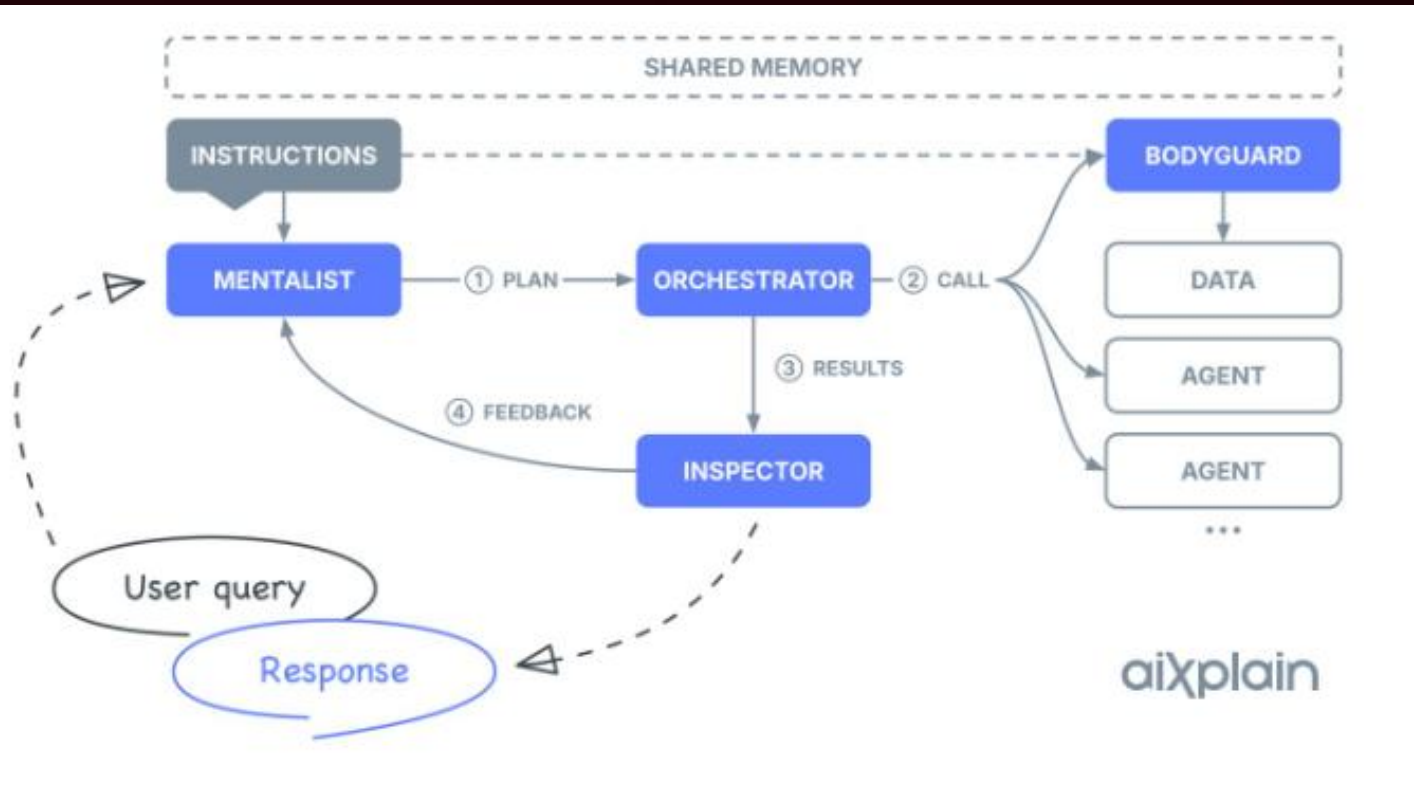 SHARED MEMORY
INSTRUCTIONS
BODYGUARD
MENTALIST
① PLAN
ORCHESTRATOR
② CALL
DATA
③ RESULTS
AGENT
④ FEEDBACK
INSPECTOR
AGENT
...
User query
Response
aiXplain